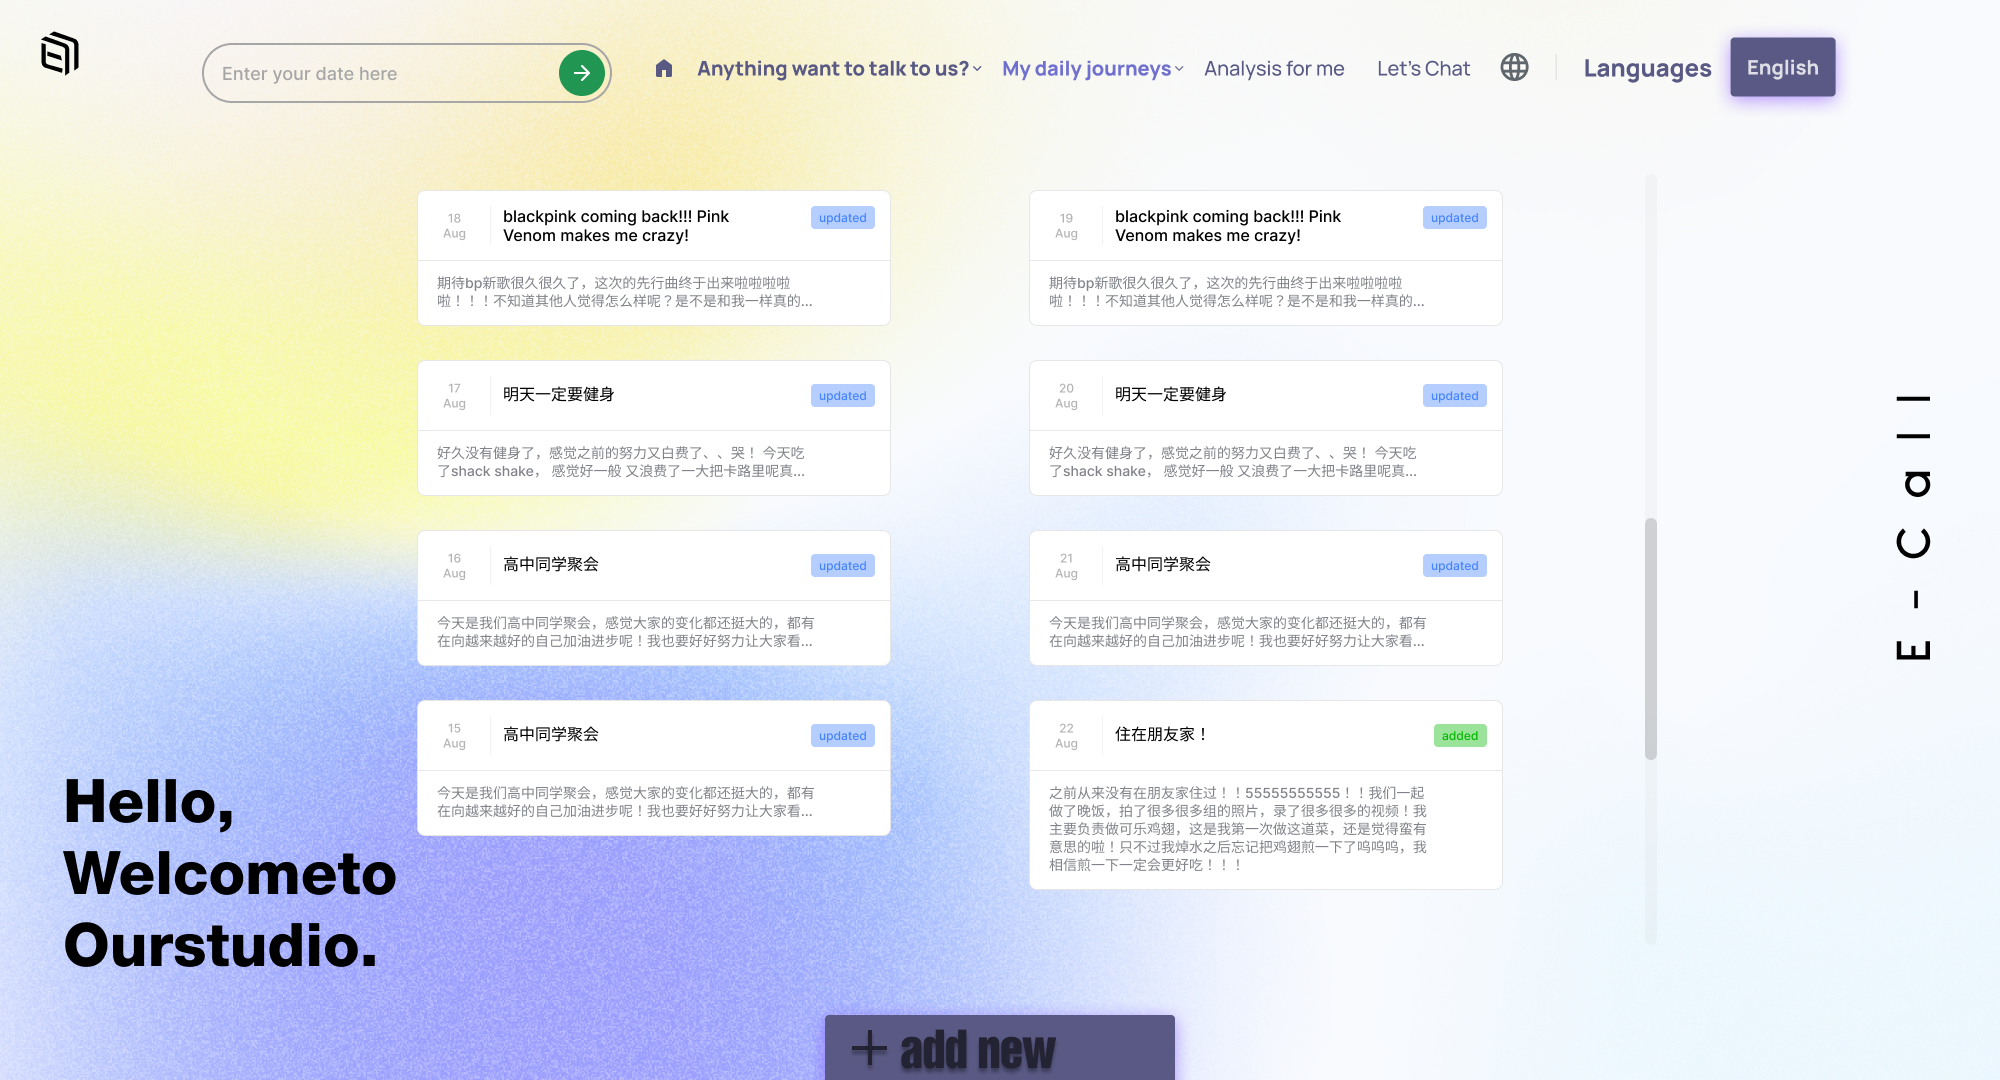 Enter your date here
Anything want to talk to us?
My daily journeys
Analysis for me
Let's Chat
Languages
English
18
Aug
blackpink coming back!!! Pink
Venom makes me crazy!
updated
期待bp新歌很久很久了，这次的先行曲终于出来啦啦啦啦
啦！！！不知道其他人觉得怎么样呢？是不是和我一样真的...
17
Aug
明天一定要健身
updated
好久没有健身了，感觉之前的努力又白费了、、哭！ 今天吃
了shack shake， 感觉好一般 又浪费了一大把卡路里呢真...
16
Aug
高中同学聚会
updated
今天是我们高中同学聚会，感觉大家的变化都还挺大的，都有
在向越来越好的自己加油进步呢！我也要好好努力让大家看...
15
Aug
高中同学聚会
updated
今天是我们高中同学聚会，感觉大家的变化都还挺大的，都有
在向越来越好的自己加油进步呢！我也要好好努力让大家看...
19
Aug
blackpink coming back!!! Pink
Venom makes me crazy!
updated
期待bp新歌很久很久了，这次的先行曲终于出来啦啦啦啦
啦！！！不知道其他人觉得怎么样呢？是不是和我一样真的...
20
Aug
明天一定要健身
updated
好久没有健身了，感觉之前的努力又白费了、、哭！ 今天吃
了shack shake， 感觉好一般 又浪费了一大把卡路里呢真...
21
Aug
高中同学聚会
updated
今天是我们高中同学聚会，感觉大家的变化都还挺大的，都有
在向越来越好的自己加油进步呢！我也要好好努力让大家看...
22
Aug
住在朋友家！
added
之前从来没有在朋友家住过！！55555555555！！我们一起
做了晚饭，拍了很多很多组的照片，录了很多很多的视频！我
主要负责做可乐鸡翅，这是我第一次做这道菜，还是觉得蛮有
意思的啦！只不过我焯水之后忘记把鸡翅煎一下了呜呜呜，我
相信煎一下一定会更好吃！！！
E - Call
Hello,
Welcometo
Ourstudio.
+ add new